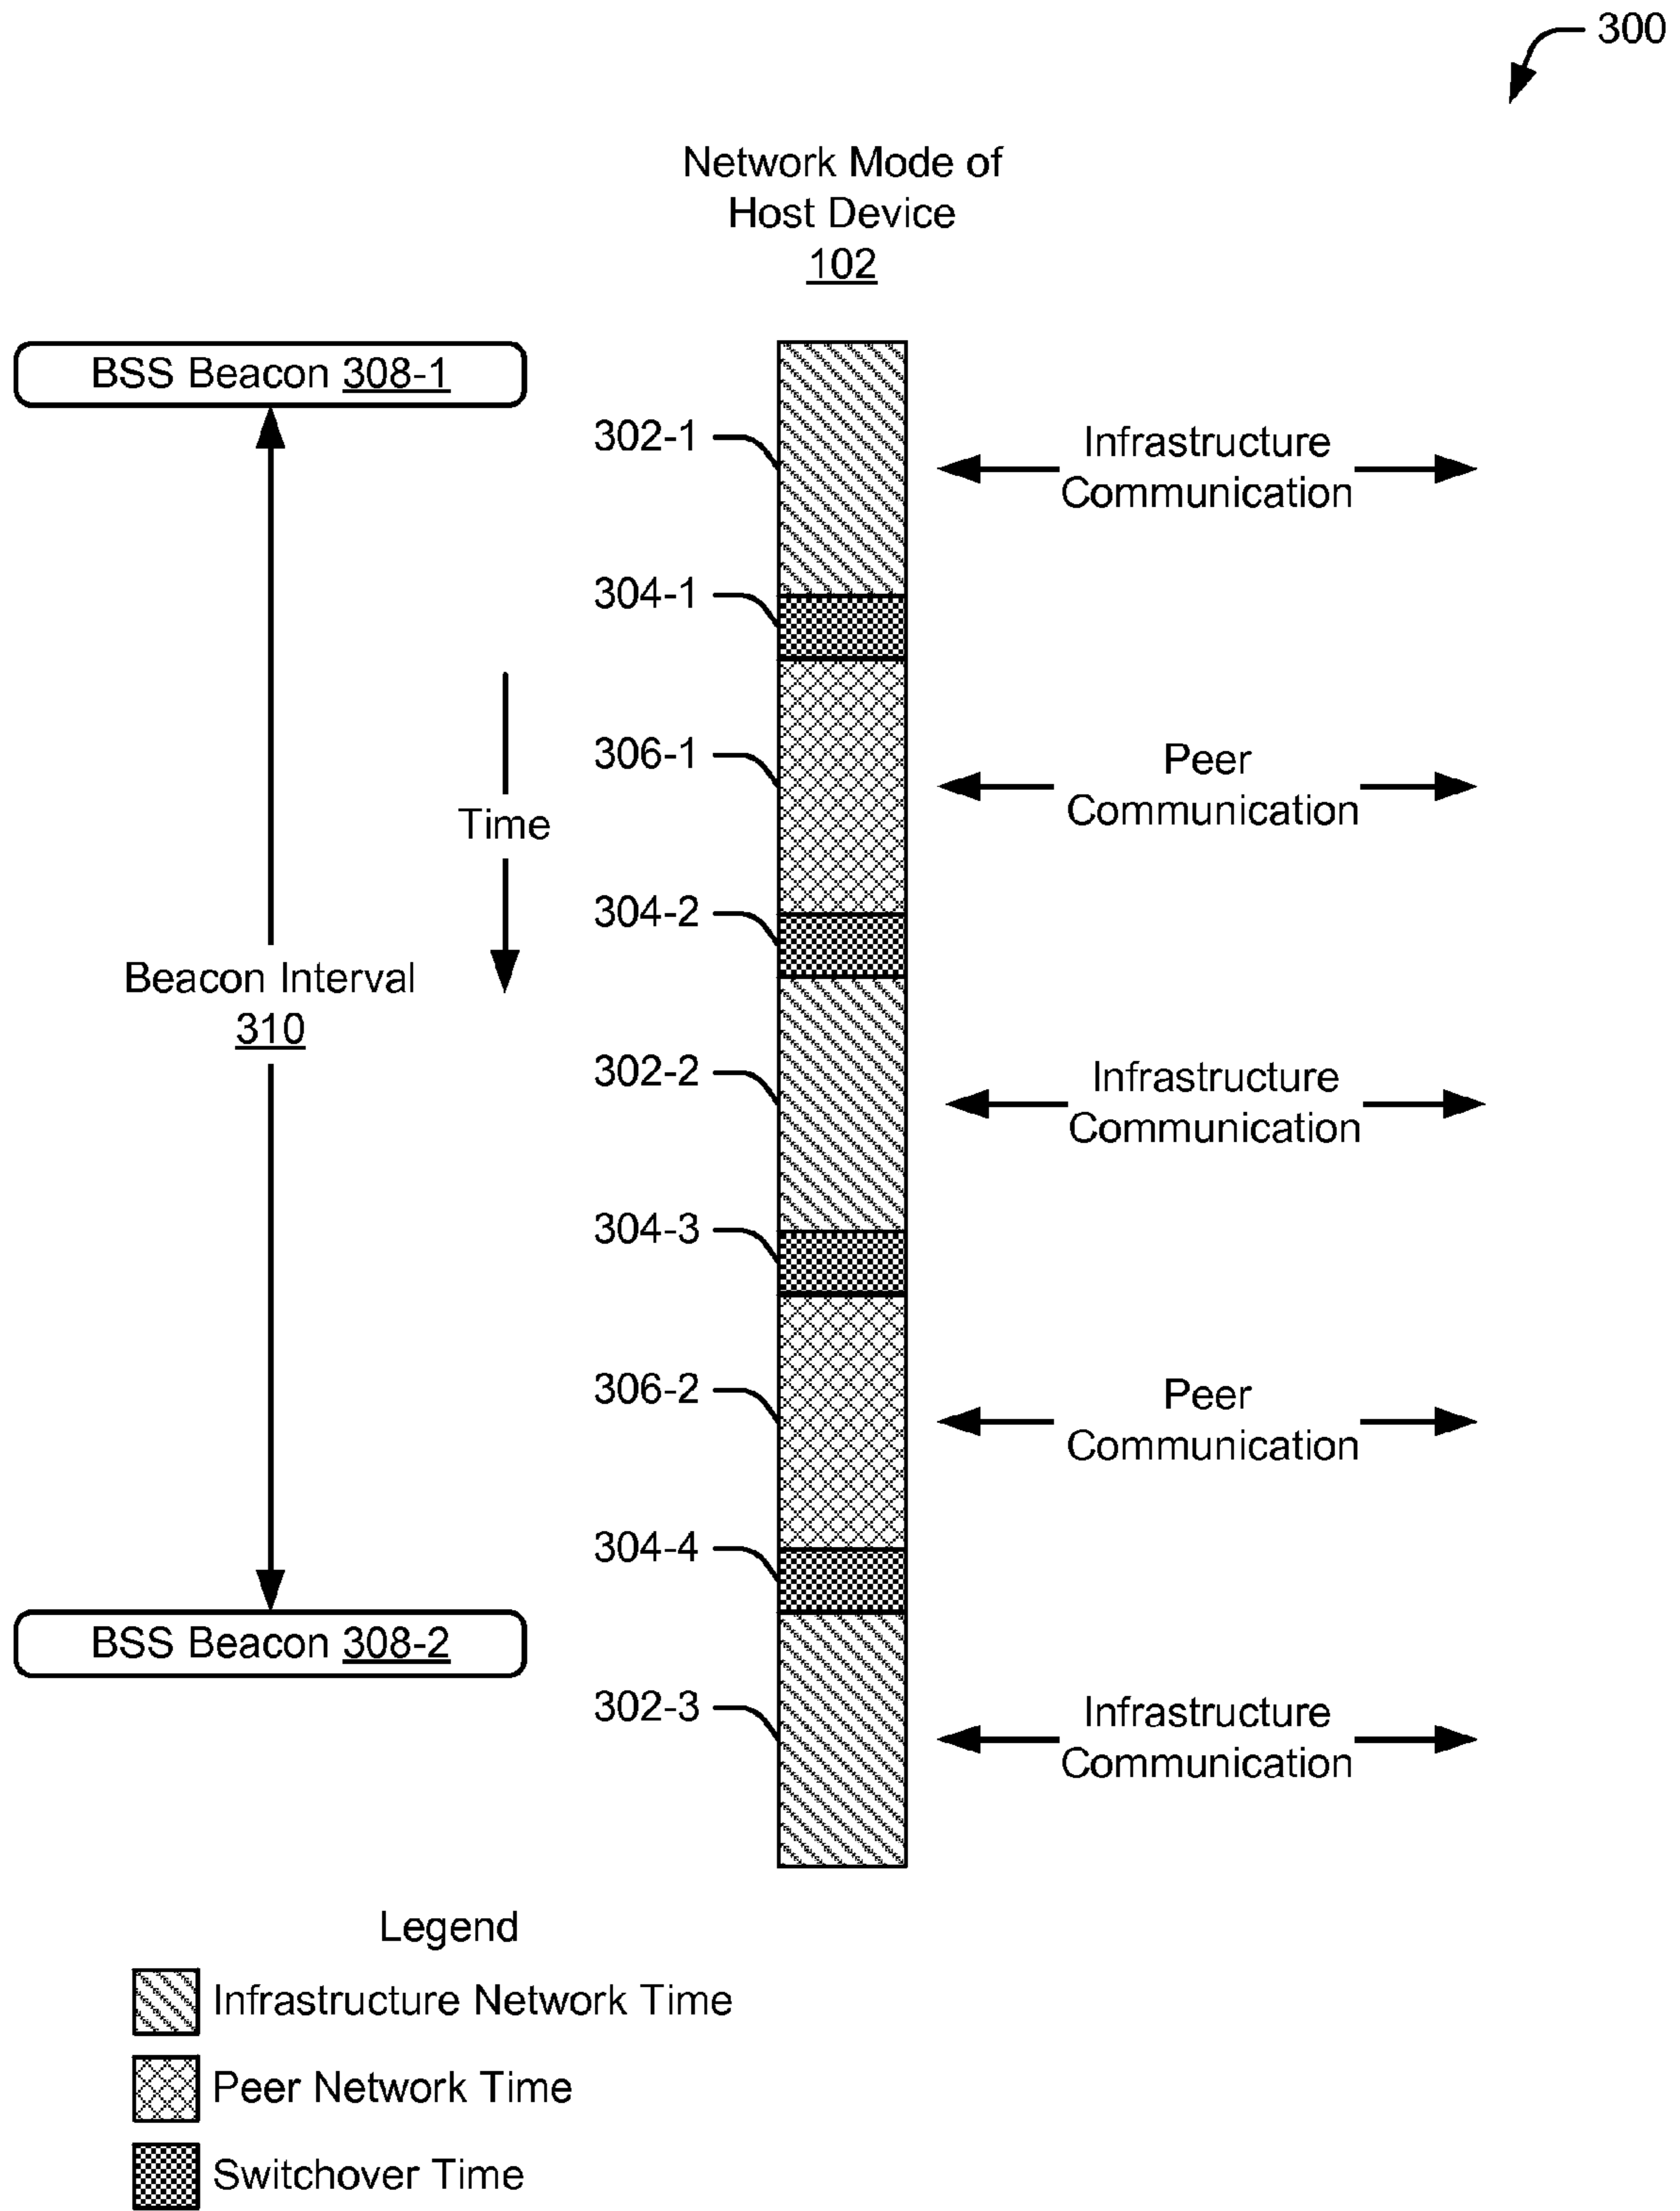 300
Network Mode of
Host Device
102
BSS Beacon 308-1
302-1
Infrastructure
Communication
304-1
306-1
Peer
Communication
Time
304-2
Beacon Interval
310
302-2
Infrastructure
Communication
304-3
306-2
Peer
Communication
304-4
BSS Beacon 308-2
302-3
Infrastructure
Communication
Legend
Infrastructure Network Time
Peer Network Time
Switchover Time